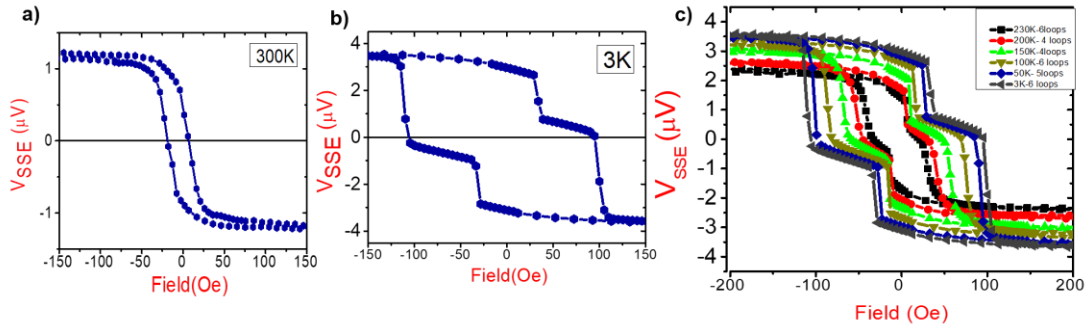 a)
300K
1
0
-1
V_SSE (μV)
-150 -100 -50 0 50 100 150
Field(Oe)
b)
3K
4
2
0
-2
-4
V_SSE (μV)
-150 -100 -50 0 50 100 150
Field(Oe)
c)
230K-6loops
200K- 4 loops
150K-4loops
100K-6 loops
50K- 5loops
3K-6 loops
4
3
2
1
0
-1
-2
-3
-4
V_SSE (μV)
-200 -100 0 100 200
Field (Oe)